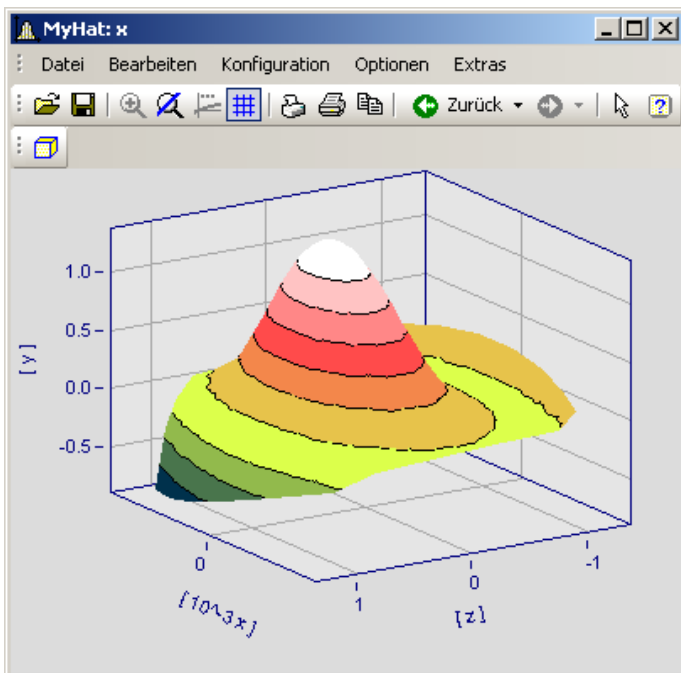 MyHat: x
Datei Bearbeiten Konfiguration Optionen Extras
Zurück
1.0
0.5
0.0
-0.5
[y]
0
[10^3x]
1
0
-1
[z]